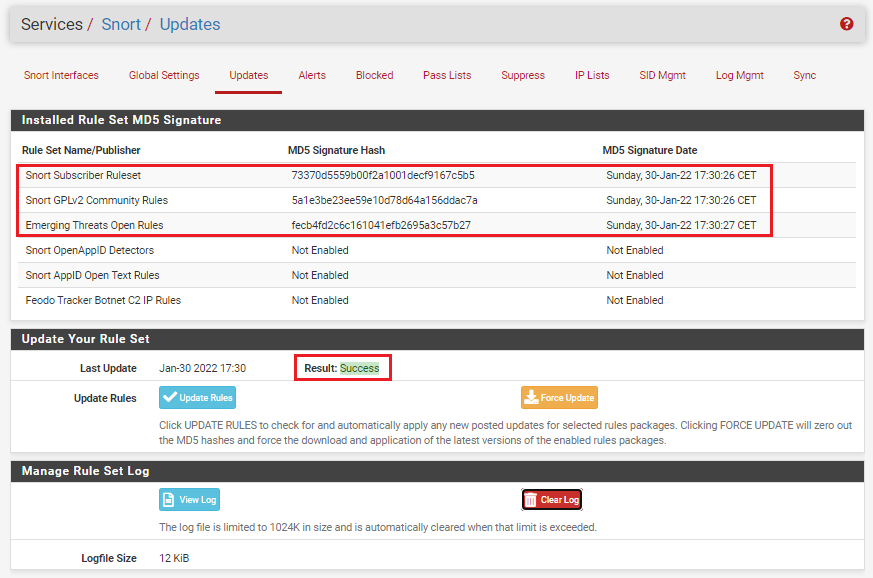 Services / Snort / Updates
Snort Interfaces Global Settings Updates Alerts Blocked Pass Lists Suppress IP Lists SID Mgmt Log Mgmt Sync
Installed Rule Set MD5 Signature
Rule Set Name/Publisher MD5 Signature Hash MD5 Signature Date
Snort Subscriber Ruleset 73370d5559b00f2a1001decf9167c5b5 Sunday, 30-Jan-22 17:30:26 CET
Snort GPLv2 Community Rules 5a1e3be23ee59e10d78d64a156ddac7a Sunday, 30-Jan-22 17:30:26 CET
Emerging Threats Open Rules fecb4fd2c6c161041efb2695a3c57b27 Sunday, 30-Jan-22 17:30:27 CET
Snort OpenAppID Detectors Not Enabled Not Enabled
Snort AppID Open Text Rules Not Enabled Not Enabled
Feodo Tracker Botnet C2 IP Rules Not Enabled Not Enabled
Update Your Rule Set
Last Update Jan-30 2022 17:30 Result: Success
Update Rules Update Rules Force Update
Click UPDATE RULES to check for and automatically apply any new posted updates for selected rules packages. Clicking FORCE UPDATE will zero out
the MD5 hashes and force the download and application of the latest versions of the enabled rules packages.
Manage Rule Set Log
View Log Clear Log
The log file is limited to 1024K in size and is automatically cleared when that limit is exceeded.
Logfile Size 12 KiB